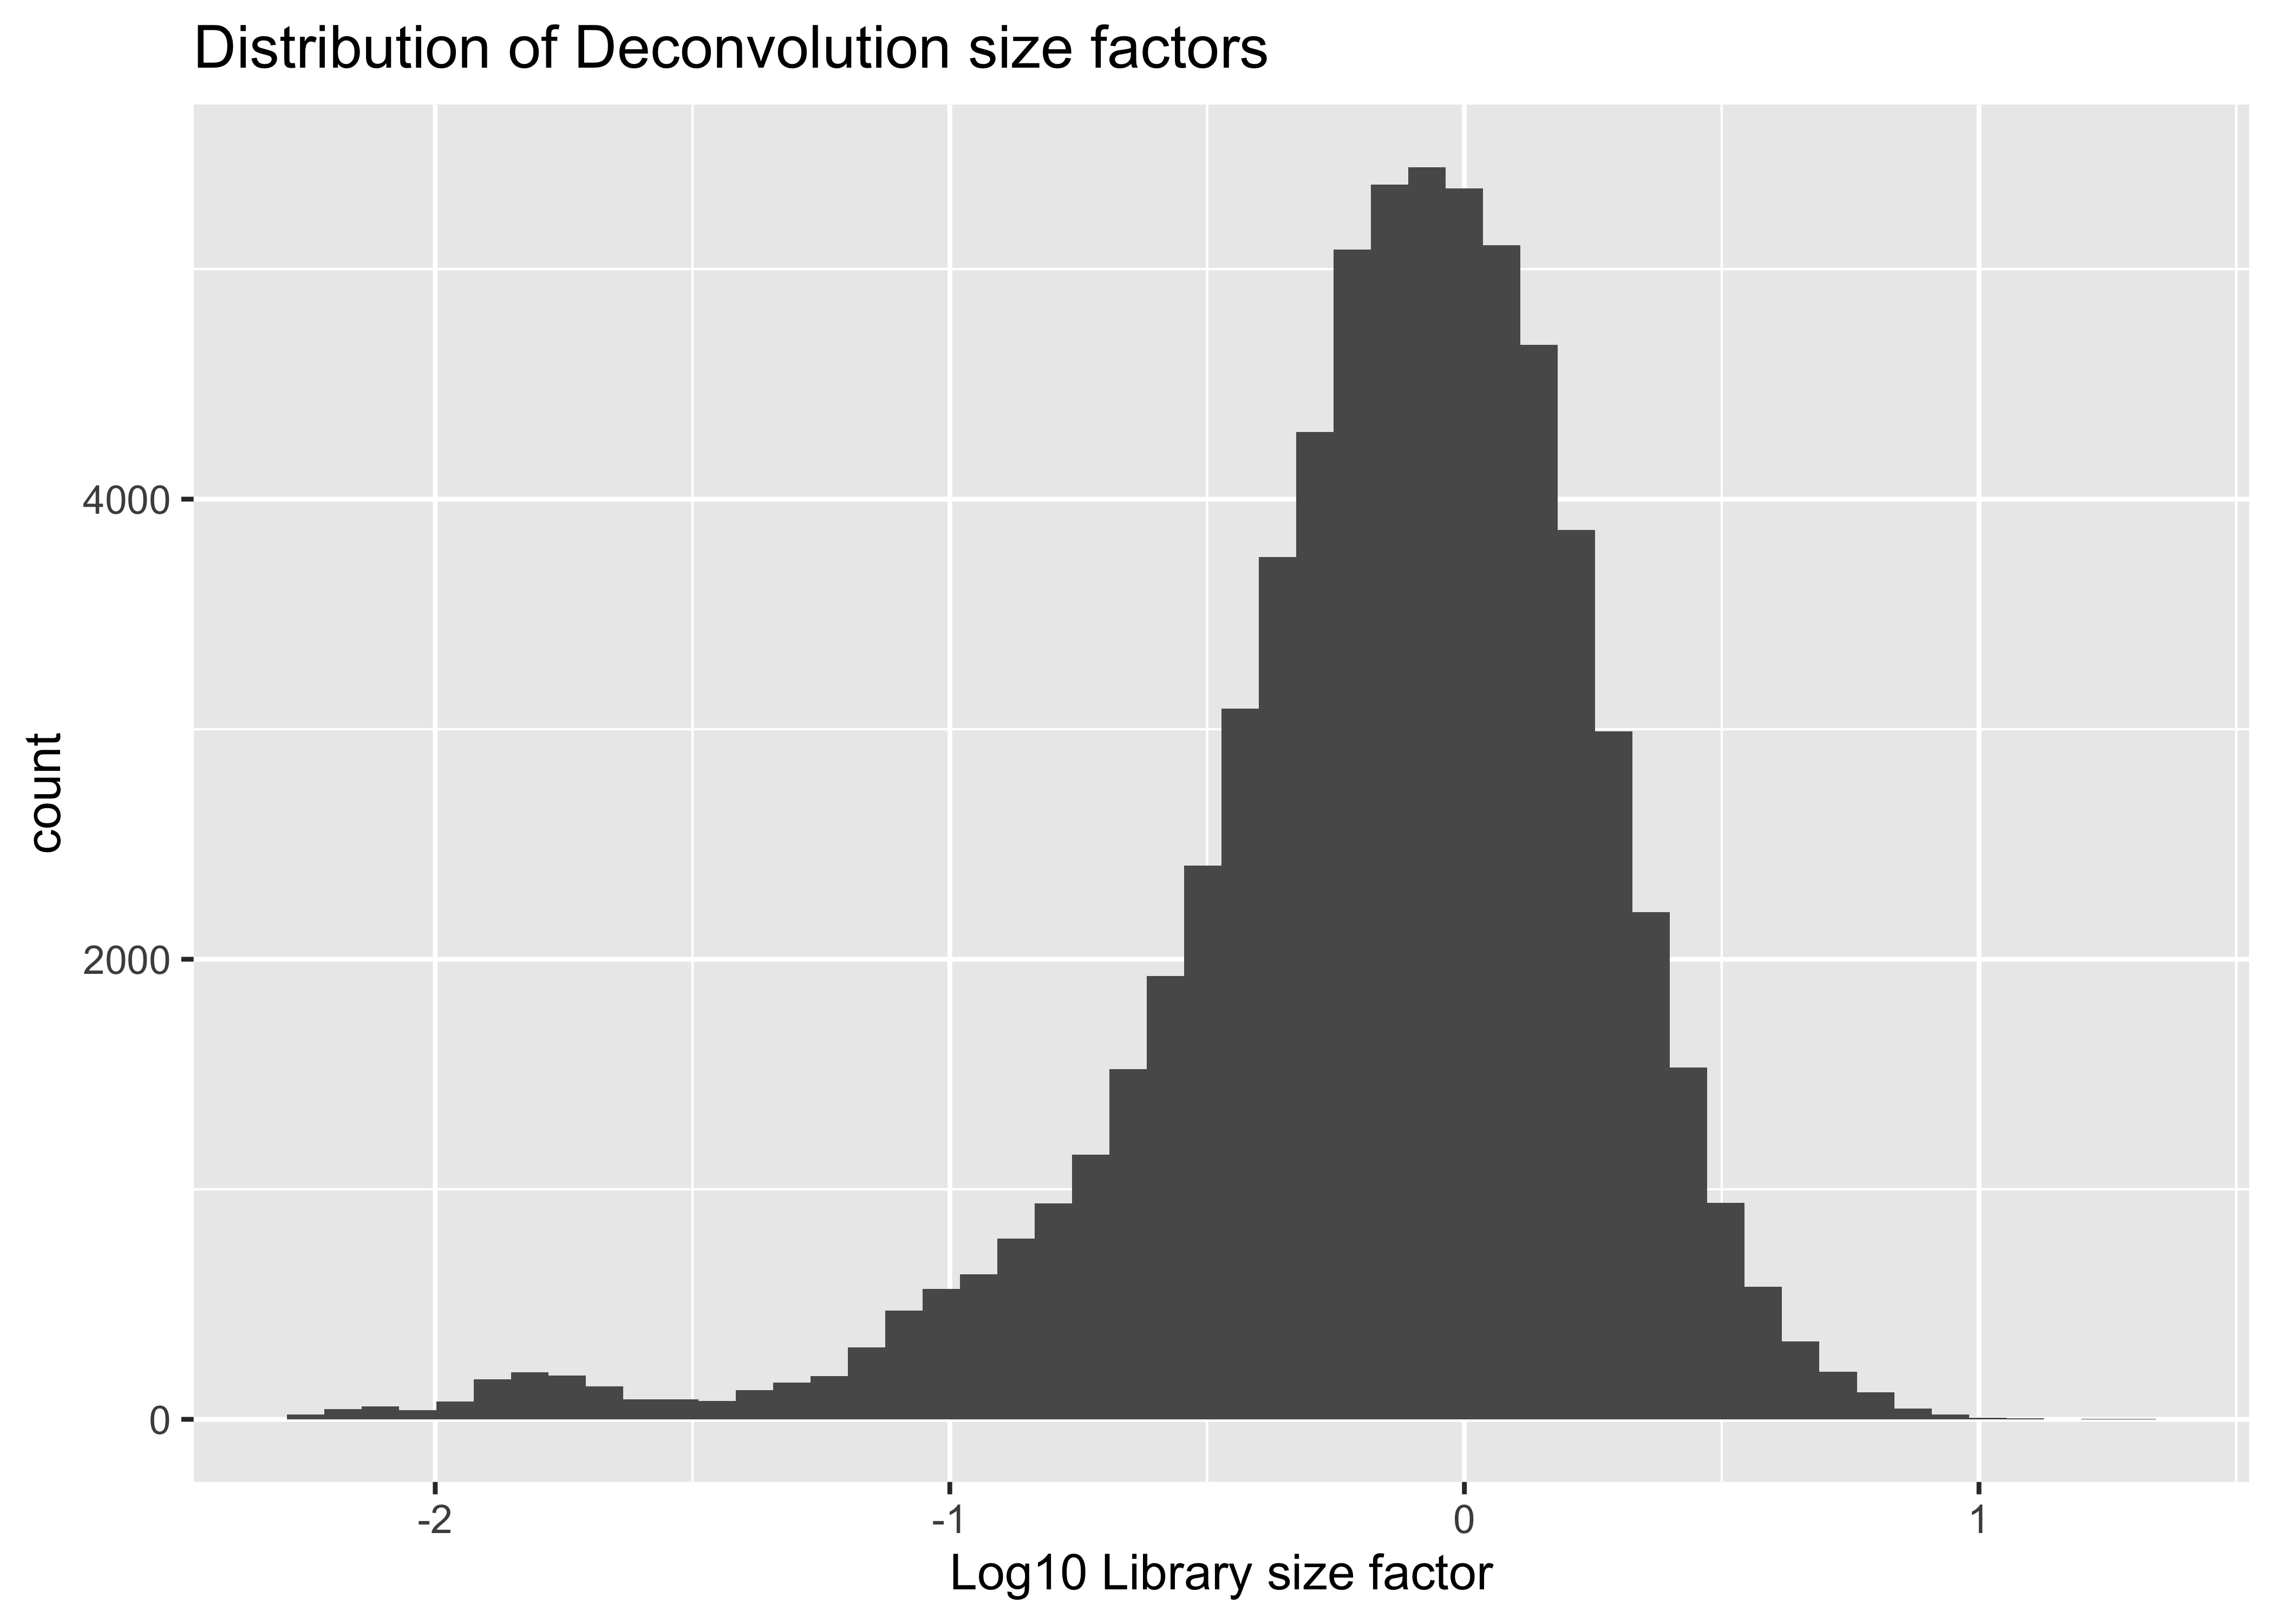 Distribution of Deconvolution size factors
4000
2000
0
count
-2 -1 0 1
Log10 Library size factor